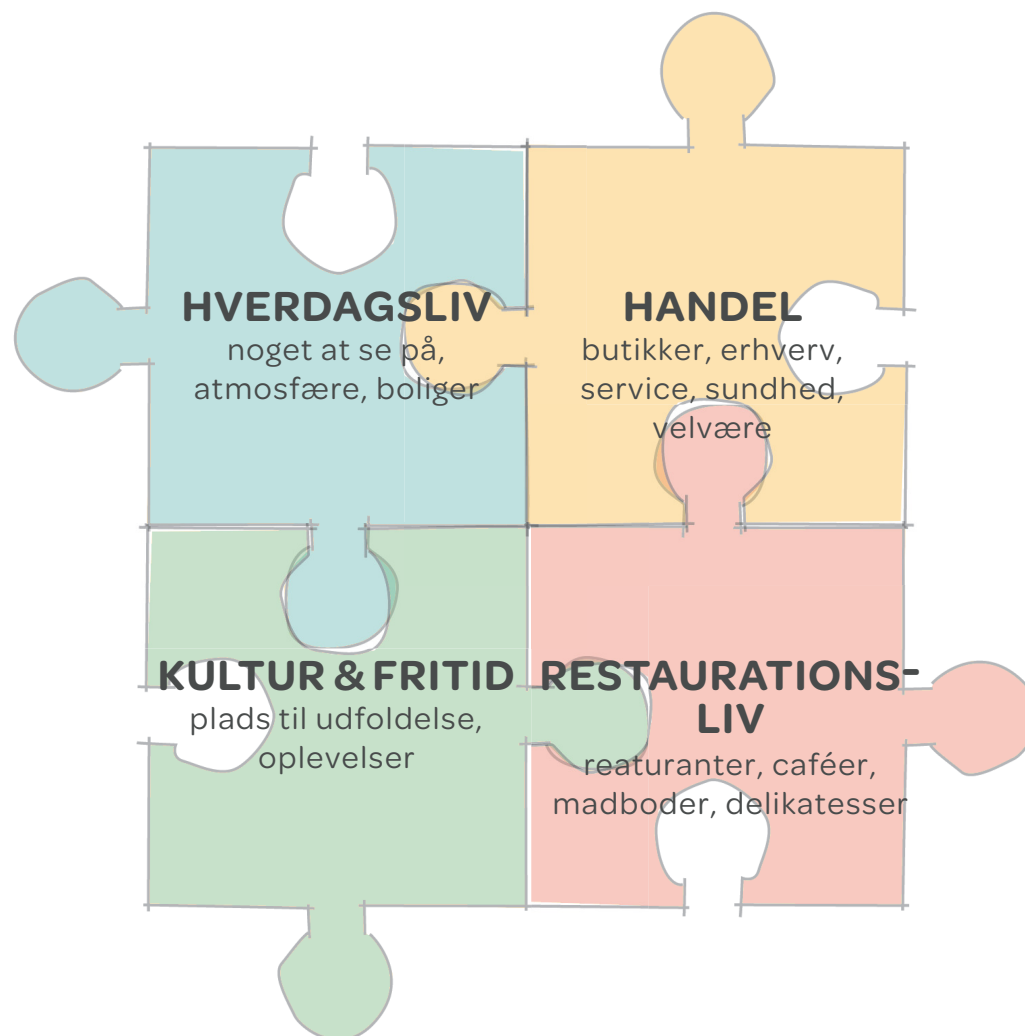 HVERDAGSLIV
noget at se på,
atmosfære, boliger
HANDEL
butikker, erhverv,
service, sundhed,
velvære
KULTUR & FRITID
plads til udfoldelse,
oplevelser
RESTAURATIONS-
LIV
reaturanter, caféer,
madboder, delikatesser